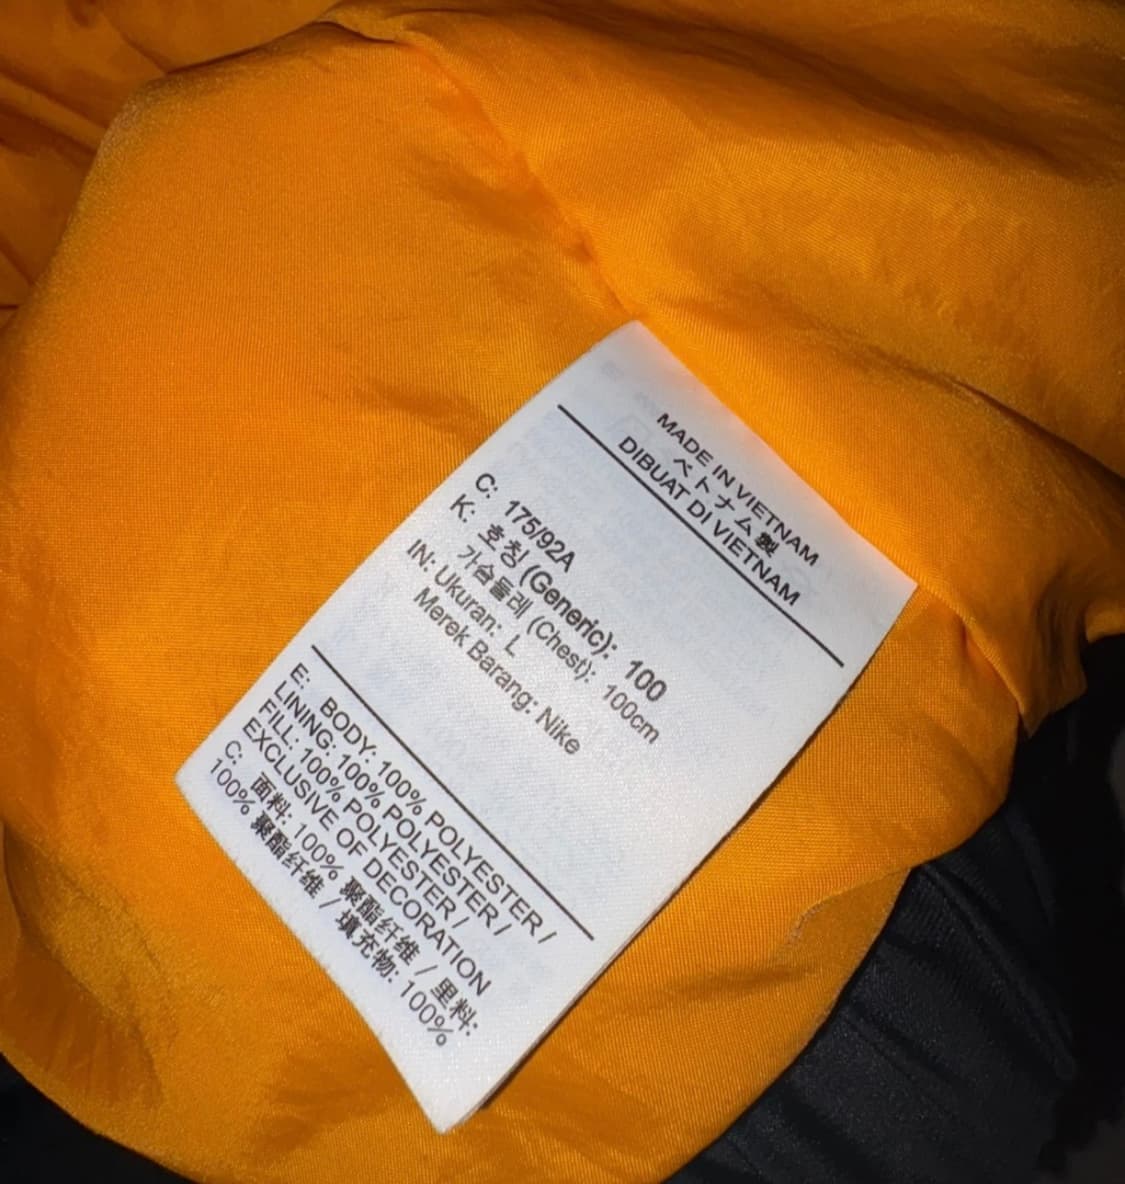 MADE IN VIETNAM
ベトナム製
DIBUAT DI VIETNAM
C: 175/92A
K: 호칭 (Generic): 100
가슴둘레 (Chest): 100cm
IN: Ukuran: L
Merek Barang: Nike
E: BODY: 100% POLYESTER /
LINING: 100% POLYESTER /
FILL: 100% POLYESTER /
EXCLUSIVE OF DECORATION
C: 面料: 100% 聚酯纤维 / 里料:
100% 聚酯纤维 / 填充物: 100%